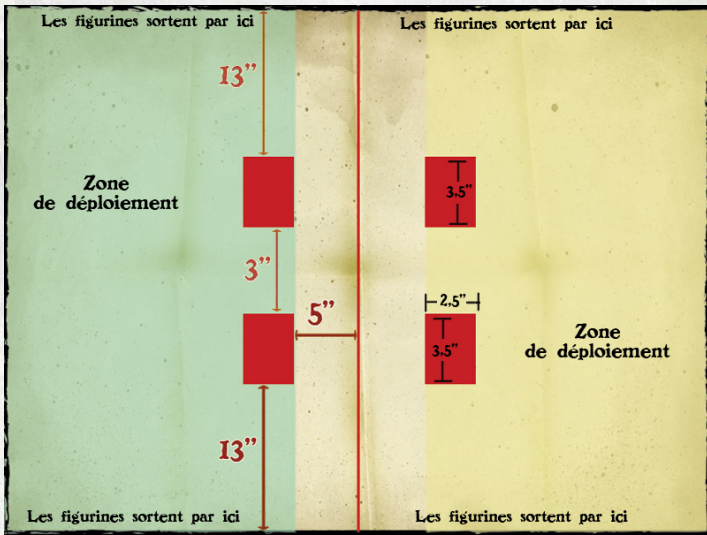 Les figurines sortent par ici
Les figurines sortent par ici
13”
Zone
de déploiement
3.5”
3”
2,5”
5”
3.5”
Zone
de déploiement
13”
Les figurines sortent par ici
Les figurines sortent par ici